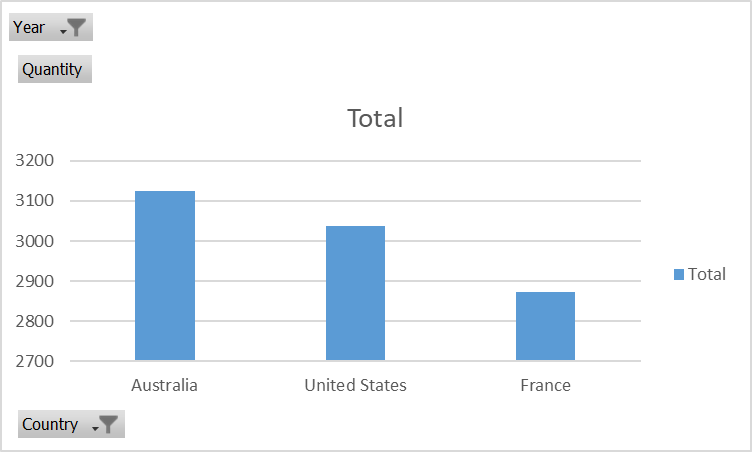 Year
Quantity
Total
3200
3100
3000
2900
2800
2700
Australia United States France
Total
Country